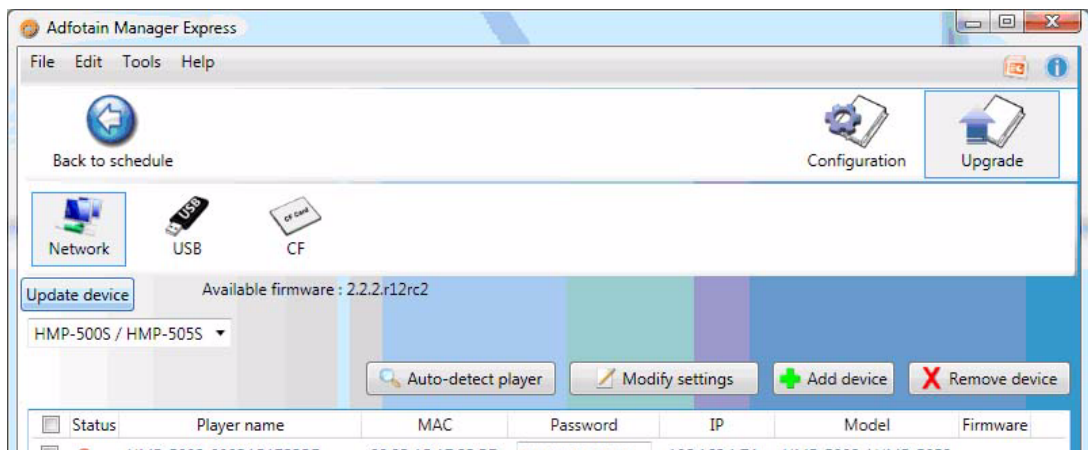 Adfotain Manager Express
File Edit Tools Help
Back to schedule
Configuration
Upgrade
Network
USB
USB
CF Card
CF
Update device
Available firmware : 2.2.2.r12rc2
HMP-500S / HMP-505S
Auto-detect player
Modify settings
Add device
Remove device
Status Player name MAC Password IP Model Firmware